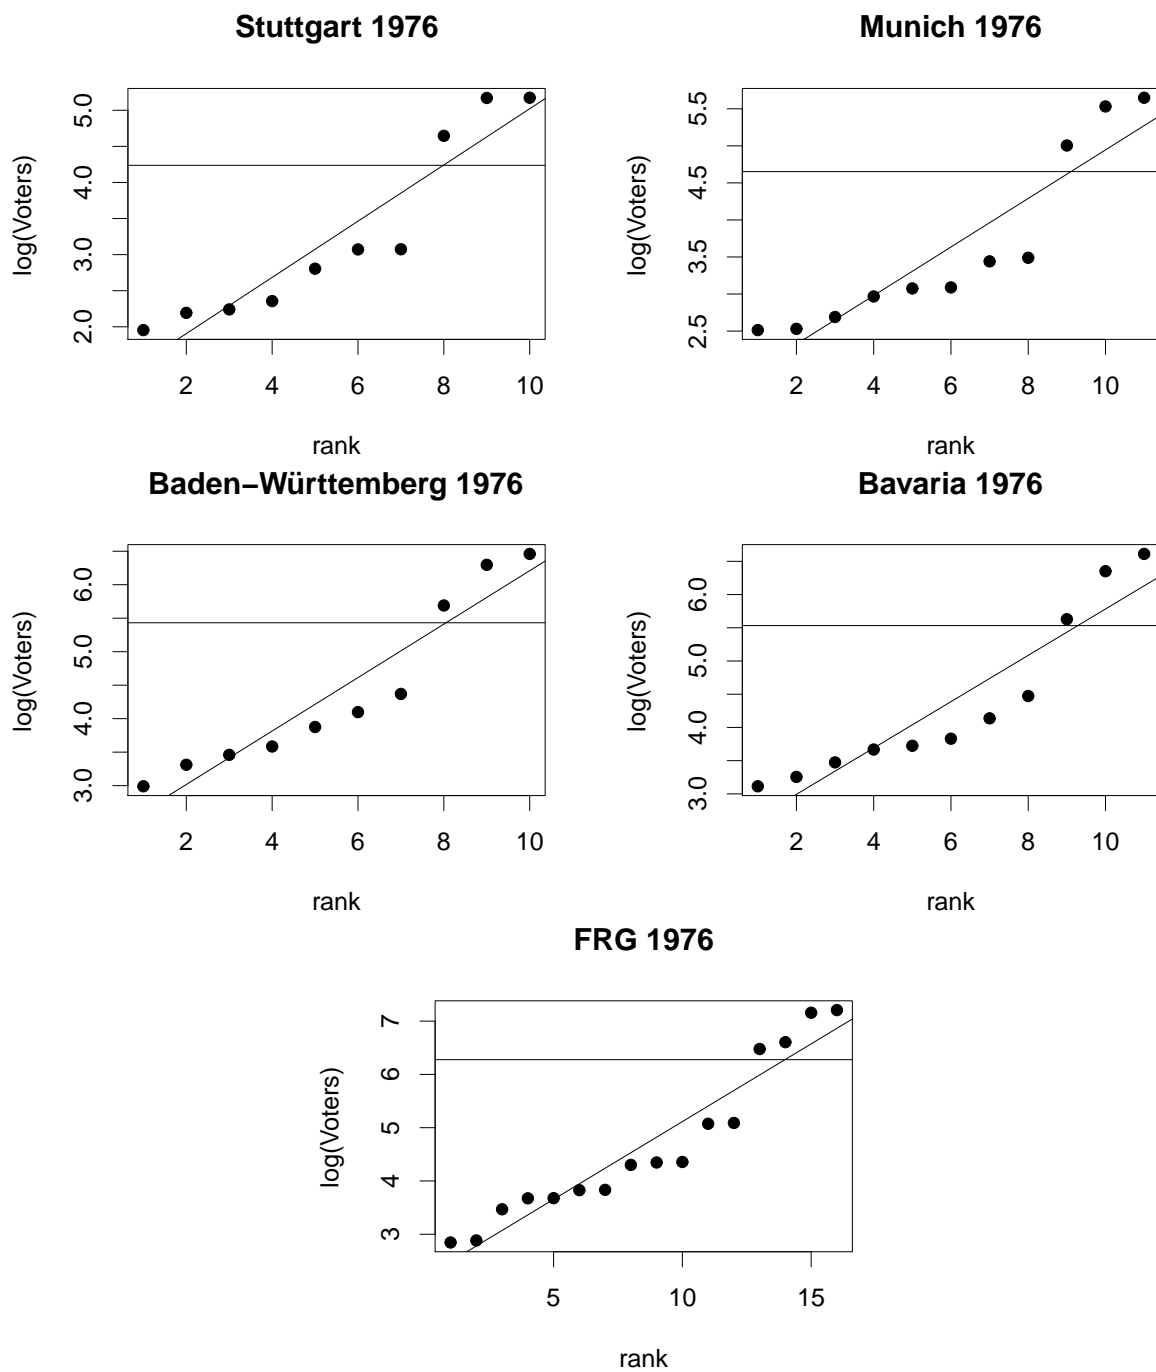 Stuttgart 1976
log(Voters)
5.0
4.0
3.0
2.0
2 4 6 8 10
rank
Munich 1976
log(Voters)
5.5
4.5
3.5
2.5
2 4 6 8 10
rank
Baden−Württemberg 1976
log(Voters)
6.0
5.0
4.0
3.0
2 4 6 8 10
rank
Bavaria 1976
log(Voters)
6.0
5.0
4.0
3.0
2 4 6 8 10
rank
FRG 1976
log(Voters)
7
6
5
4
3
5 10 15
rank